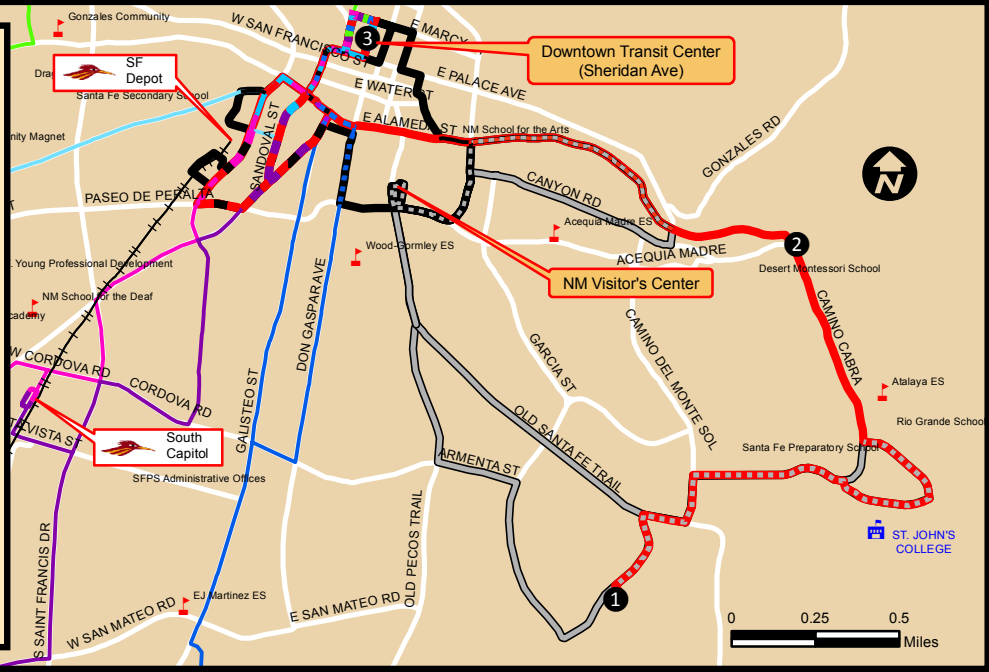 Gonzales Community
W SAN FRANCISCO ST
3
E MARCY
Downtown Transit Center
(Sheridan Ave)
SF
Depot
Drag
Santa Fe Secondary School
E PALACE AVE
E WATER ST
E ALAMEDA ST
NM School for the Arts
nity Magnet
SANDOVAL ST
GONZALES RD
N
PASEO DE PERALTA
T
CANYON RD
Acequia Madre ES
ACEQUIA MADRE
2
Wood-Gormley ES
Desert Montessori School
. Young Professional Development
NM Visitor's Center
NM School for the Deaf
cademy
DON GASPAR AVE
CAMINO CABRA
GARCIA ST
CAMINO DEL MONTE SOL
W CORDOVA RD
CORDOVA RD
GALISTEO ST
Atalaya ES
OLD SANTA FE TRAIL
Rio Grande School
South
Capitol
Santa Fe Preparatory School
ARMENTA ST
SFPS Administrative Offices
OLD PECOS TRAIL
ST. JOHN'S
COLLEGE
S SAINT FRANCIS DR
1
EJ Martinez ES
E SAN MATEO RD
W SAN MATEO RD
0 0.25 0.5
Miles